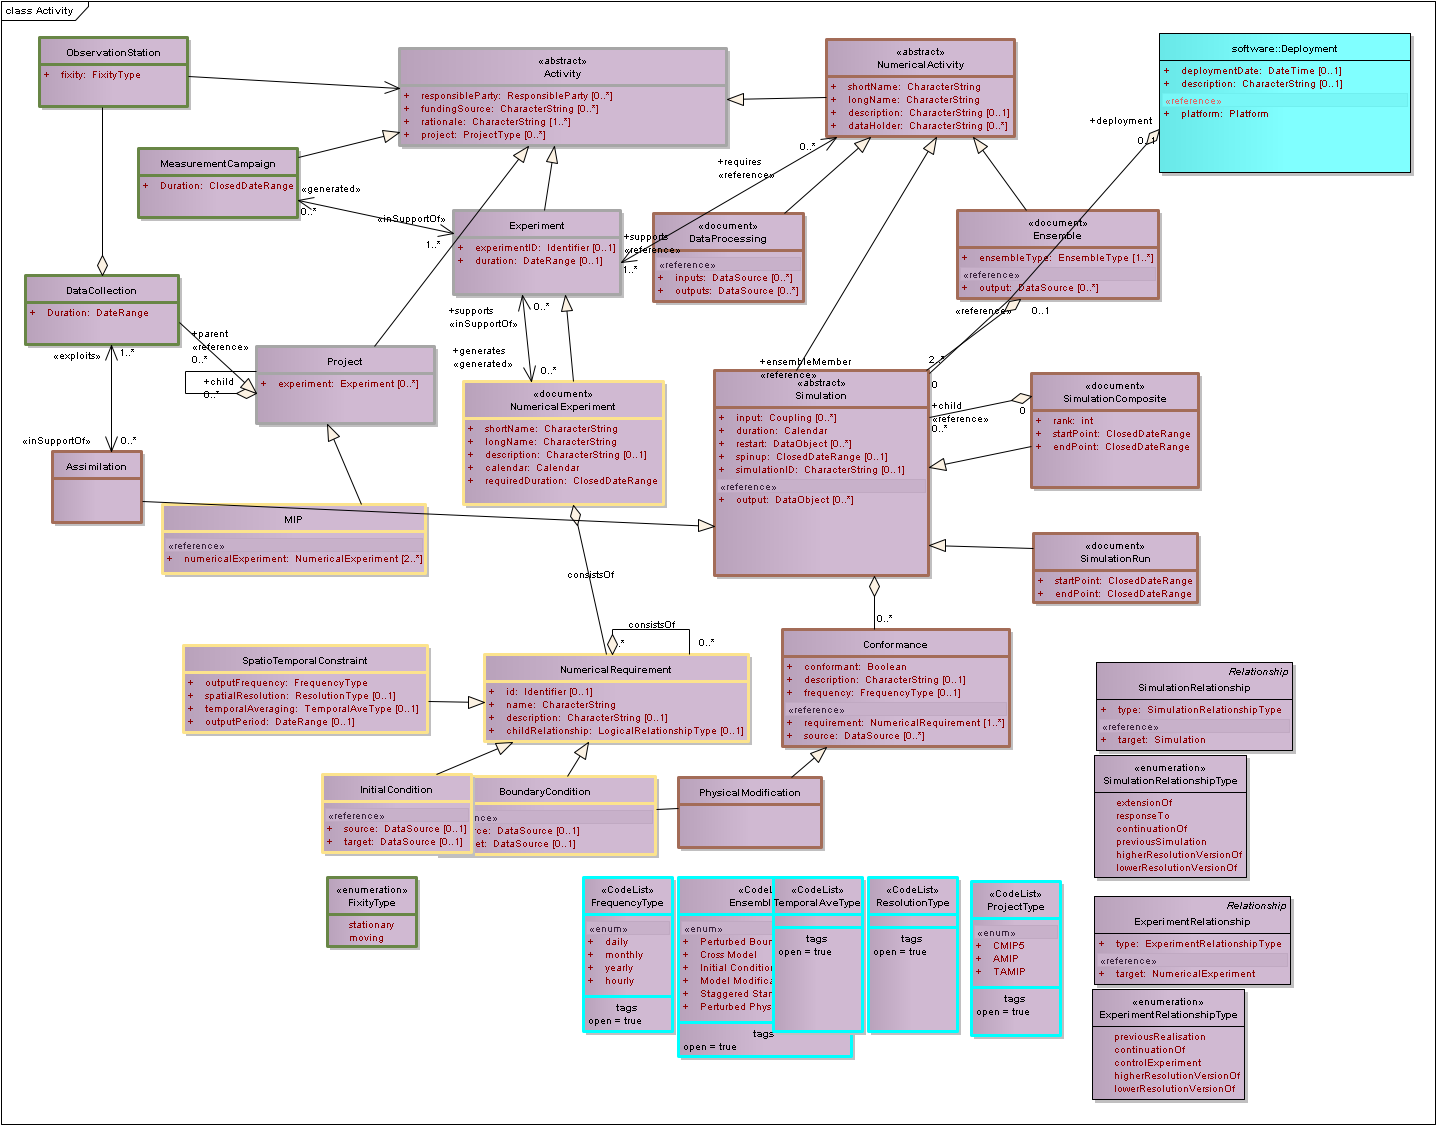 class Activity
ObservationStation
+ fixity: FixityType
«abstract»
Activity
+ responsibleParty: ResponsibleParty [0..*]
+ fundingSource: CharacterString [0..*]
+ rationale: CharacterString [1..*]
+ project: ProjectType [0..*]
«abstract»
NumericalActivity
+ shortName: CharacterString
+ longName: CharacterString
+ description: CharacterString [0..1]
+ dataHolder: CharacterString [0..*]
software::Deployment
+ deploymentDate: DateTime [0..1]
+ description: CharacterString [0..1]
«reference»
+ platform: Platform
+deployment
0..1
MeasurementCampaign
+ Duration: ClosedDateRange
«generated»
0..*
«inSupportOf»
1..*
+requires
«reference»
0..*
+supports
«reference»
1..*
Experiment
+ experimentID: Identifier [0..1]
+ duration: DateRange [0..1]
«document»
DataProcessing
«reference»
+ inputs: DataSource [0..*]
+ outputs: DataSource [0..*]
«document»
Ensemble
+ ensembleType: EnsembleType [1..*]
«reference»
+ output: DataSource [0..*]
«reference»
0..1
DataCollection
+ Duration: DateRange
«exploits»
1..*
+parent
«reference»
0..*
+child
0..*
Project
+ experiment: Experiment [0..*]
+supports
«inSupportOf»
0..*
+generates
«generated»
0..*
«document»
NumericalExperiment
+ shortName: CharacterString
+ longName: CharacterString
+ description: CharacterString [0..1]
+ calendar: Calendar
+ requiredDuration: ClosedDateRange
+ensembleMember
«reference»
2..*
0
«abstract»
Simulation
+ input: Coupling [0..*]
+ duration: Calendar
+ restart: DataObject [0..*]
+ spinup: ClosedDateRange [0..1]
+ simulationID: CharacterString [0..1]
«reference»
+ output: DataObject [0..*]
+child
«reference»
0..*
0
«document»
SimulationComposite
+ rank: int
+ startPoint: ClosedDateRange
+ endPoint: ClosedDateRange
«inSupportOf»
0..*
Assimilation
MIP
«reference»
+ numericalExperiment: NumericalExperiment [2..*]
«document»
SimulationRun
+ startPoint: ClosedDateRange
+ endPoint: ClosedDateRange
consistsOf
0..*
consistsOf
.*
0..*
SpatioTemporalConstraint
+ outputFrequency: FrequencyType
+ spatialResolution: ResolutionType [0..1]
+ temporalAveraging: TemporalAveType [0..1]
+ outputPeriod: DateRange [0..1]
NumericalRequirement
+ id: Identifier [0..1]
+ name: CharacterString
+ description: CharacterString [0..1]
+ childRelationship: LogicalRelationshipType [0..1]
Conformance
+ conformant: Boolean
+ description: CharacterString [0..1]
+ frequency: FrequencyType [0..1]
«reference»
+ requirement: NumericalRequirement [1..*]
+ source: DataSource [0..*]
Relationship
SimulationRelationship
+ type: SimulationRelationshipType
«reference»
+ target: Simulation
InitialCondition
«reference»
+ source: DataSource [0..1]
+ target: DataSource [0..1]
BoundaryCondition
nce»
rce: DataSource [0..1]
et: DataSource [0..1]
PhysicalModification
«enumeration»
SimulationRelationshipType
extensionOf
responseTo
continuationOf
previousSimulation
higherResolutionVersionOf
lowerResolutionVersionOf
«enumeration»
FixityType
stationary
moving
«CodeList»
FrequencyType
«enum»
+ daily
+ monthly
+ yearly
+ hourly
tags
open = true
«CodeL
Ensembl
«enum»
+ Perturbed Boun
+ Cross Model
+ Initial Condition
+ Model Modifica
+ Staggered Star
+ Perturbed Phys
tags
open = true
«CodeList»
TemporalAveType
tags
open = true
«CodeList»
ResolutionType
tags
open = true
«CodeList»
ProjectType
«enum»
+ CMIP5
+ AMIP
+ TAMIP
tags
open = true
Relationship
ExperimentRelationship
+ type: ExperimentRelationshipType
«reference»
+ target: NumericalExperiment
«enumeration»
ExperimentRelationshipType
previousRealisation
continuationOf
controlExperiment
higherResolutionVersionOf
lowerResolutionVersionOf